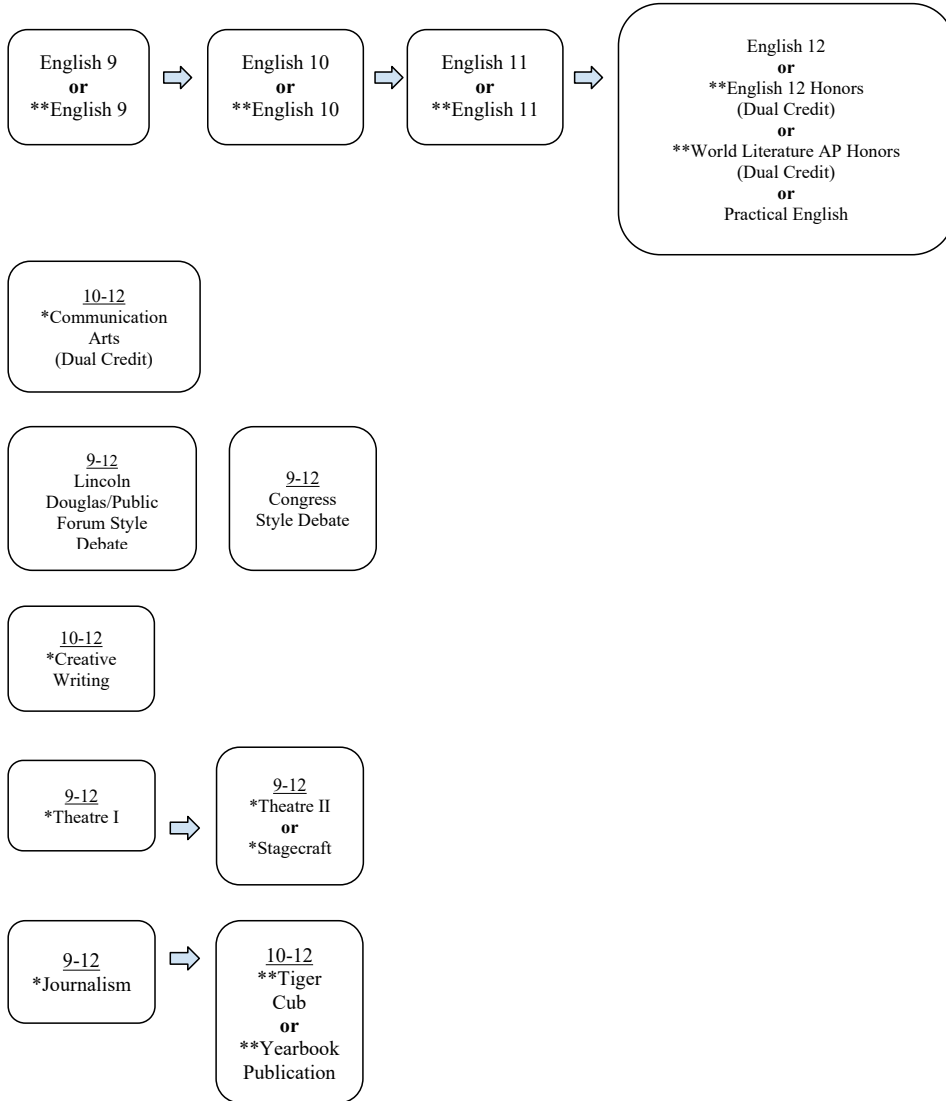 English 9
or
**English 9
English 10
or
**English 10
English 11
or
**English 11
English 12
or
**English 12 Honors
(Dual Credit)
or
**World Literature AP Honors
(Dual Credit)
or
Practical English
10-12
*Communication
Arts
(Dual Credit)
9-12
Lincoln
Douglas/Public
Forum Style
Debate
9-12
Congress
Style Debate
10-12
*Creative
Writing
9-12
*Theatre I
9-12
*Theatre II
or
*Stagecraft
9-12
*Journalism
10-12
**Tiger
Cub
or
**Yearbook
Publication